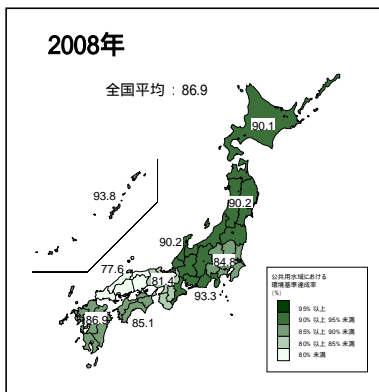 2008年
全国平均 : 86.9
90.1
93.8
90.2
90.2
77.6
81.4
84.8
93.3
86.9
85.1
公共用水域における
環境基準達成率
(%)
95% 以上
90% 以上 95% 未満
85% 以上 90% 未満
80% 以上 85% 未満
80% 未満